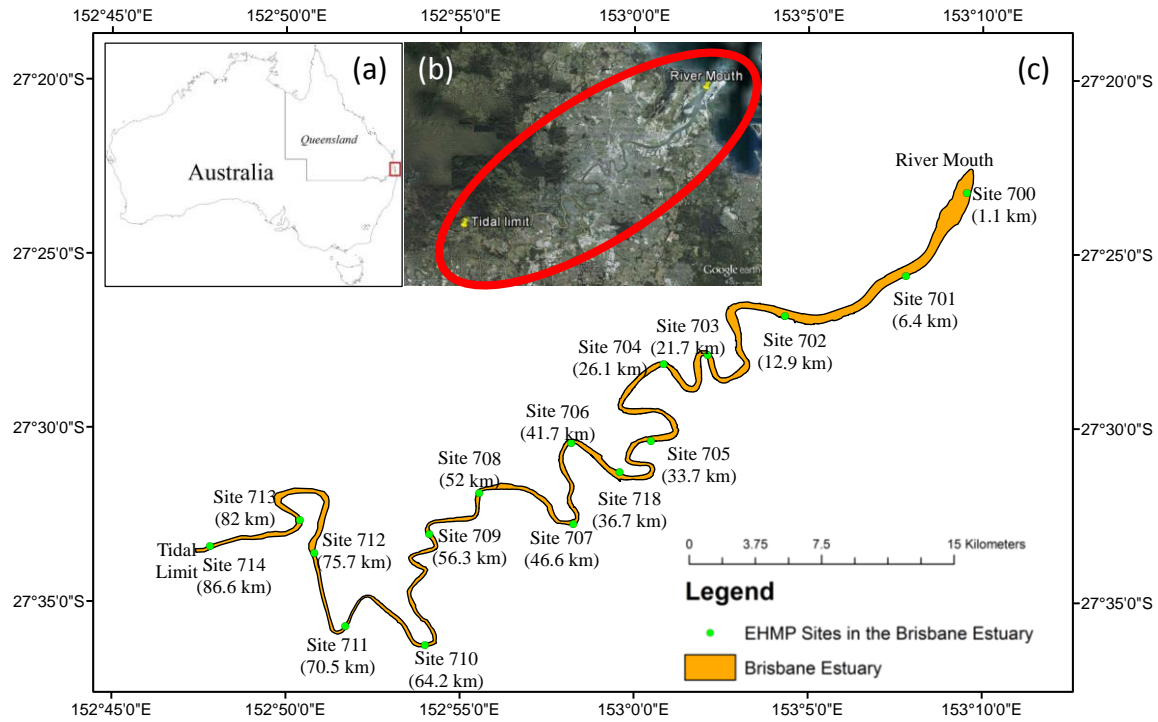 152°45'0"E 152°50'0"E 152°55'0"E 153°0'0"E 153°5'0"E 153°10'0"E
27°20'0"S
27°25'0"S
27°30'0"S
27°35'0"S
(a)
Queensland
Australia
(b)
River Mouth
Tidal limit
Google earth
(c)
27°20'0"S
27°25'0"S
27°30'0"S
27°35'0"S
River Mouth
Site 700
(1.1 km)
Site 701
(6.4 km)
Site 702
(12.9 km)
Site 703
(21.7 km)
Site 704
(26.1 km)
Site 705
(33.7 km)
Site 718
(36.7 km)
Site 706
(41.7 km)
Site 707
(46.6 km)
Site 708
(52 km)
Site 709
(56.3 km)
Site 710
(64.2 km)
Site 711
(70.5 km)
Site 712
(75.7 km)
Site 713
(82 km)
Site 714
(86.6 km)
Tidal
Limit
0 3.75 7.5 15 Kilometers
Legend
EHMP Sites in the Brisbane Estuary
Brisbane Estuary
152°45'0"E 152°50'0"E 152°55'0"E 153°0'0"E 153°5'0"E 153°10'0"E